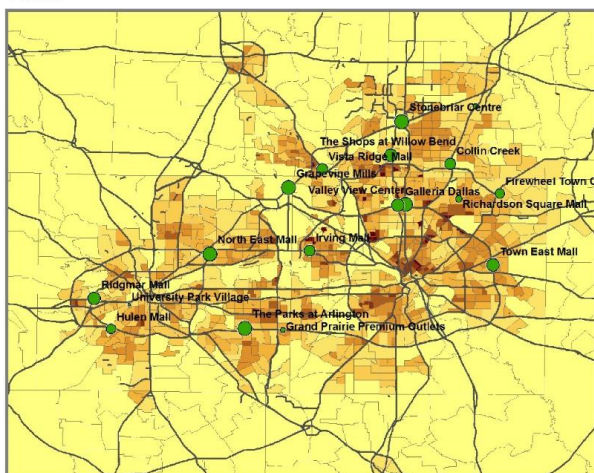 Stonebriar Centre
The Shops at Willow Bend
Vista Ridge Mall
Collin Creek
Grapevine Mills
Firewheel Town C
Valley View Center
Galleria Dallas
Richardson Square Mall
North East Mall
Irving Mall
Town East Mall
Ridgmar Mall
University Park Village
Hulen Mall
The Parks at Arlington
Grand Prairie Premium Outlets